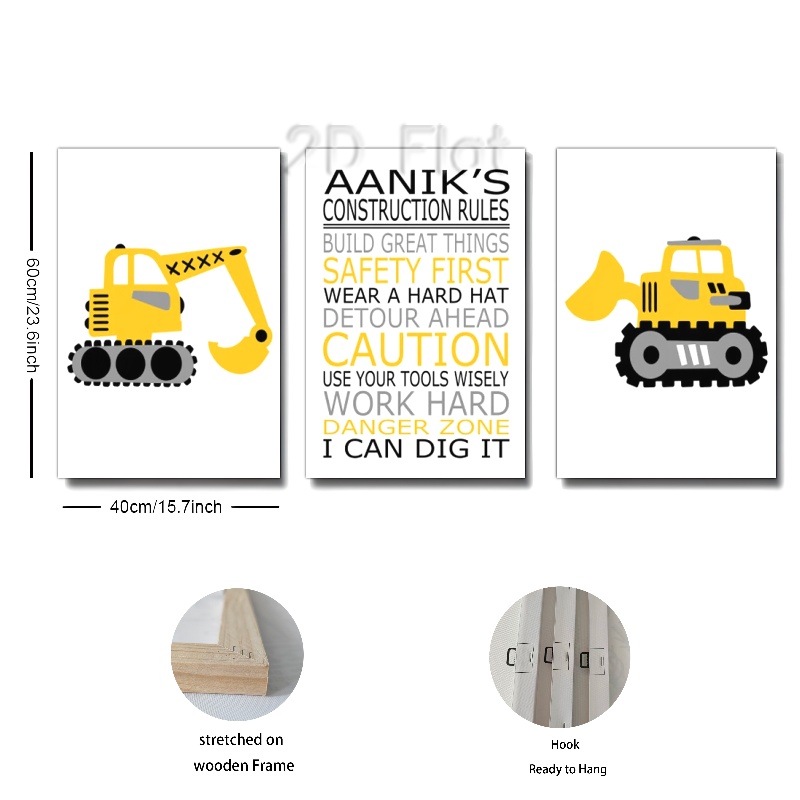 2D Flat
60cm/23.6inch
AANIK'S
CONSTRUCTION RULES
BUILD GREAT THINGS
SAFETY FIRST
WEAR A HARD HAT
DETOUR AHEAD
CAUTION
USE YOUR TOOLS WISELY
WORK HARD
DANGER ZONE
I CAN DIG IT
40cm/15.7inch
stretched on
wooden Frame
Hook
Ready to Hang